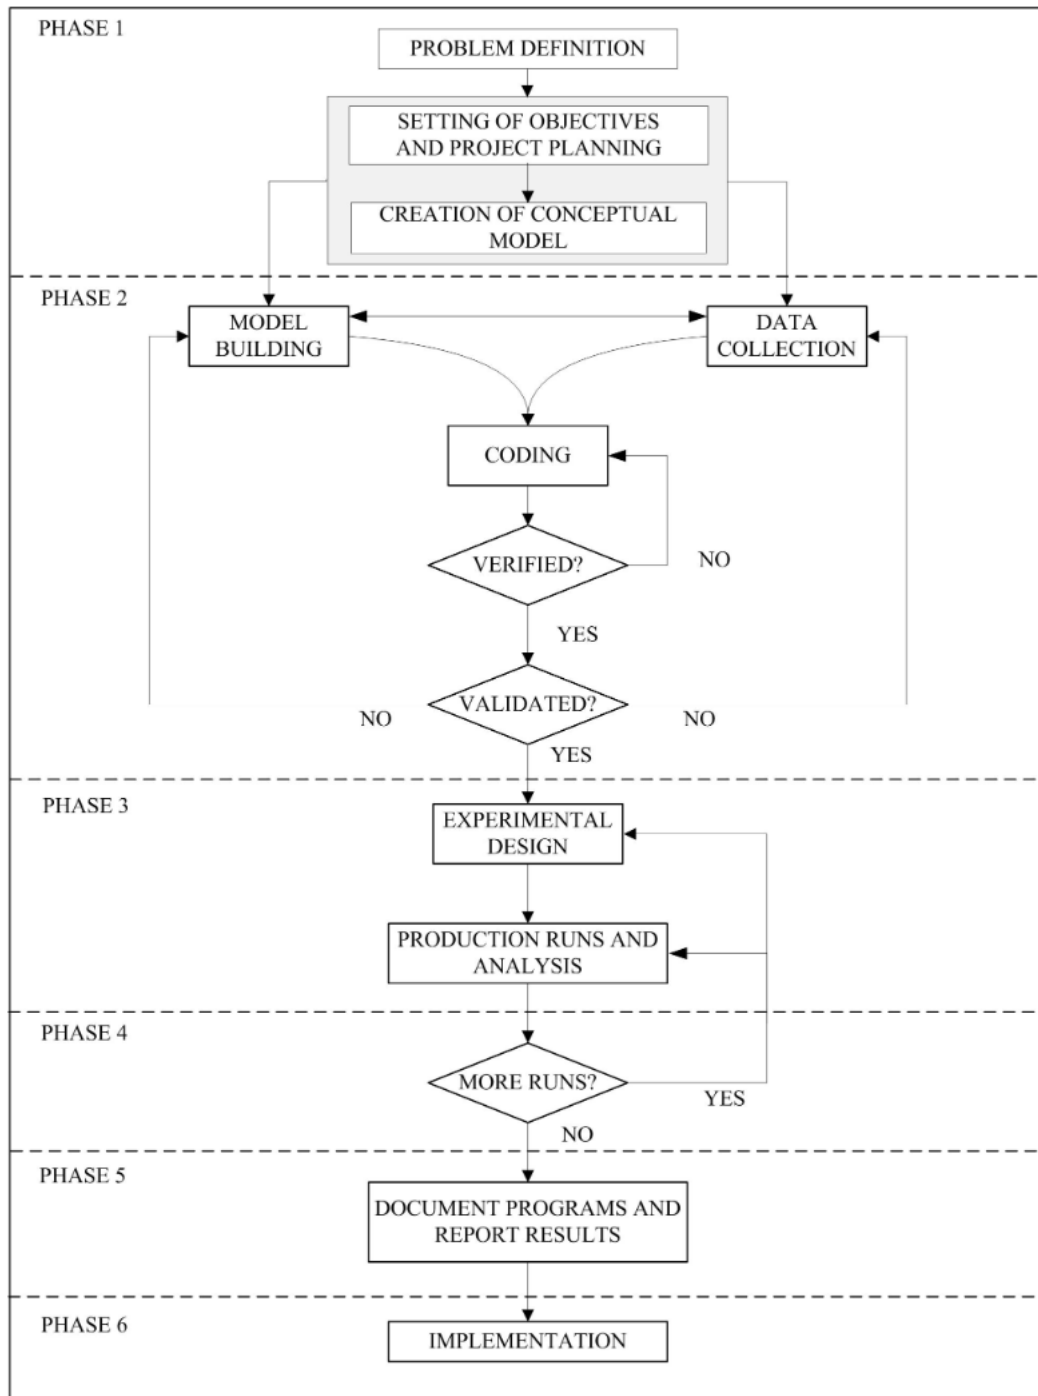 PHASE 1
PROBLEM DEFINITION
SETTING OF OBJECTIVES
AND PROJECT PLANNING
CREATION OF CONCEPTUAL
MODEL
PHASE 2
MODEL
BUILDING
DATA
COLLECTION
CODING
VERIFIED?
NO
YES
VALIDATED?
NO
NO
YES
PHASE 3
EXPERIMENTAL
DESIGN
PRODUCTION RUNS AND
ANALYSIS
PHASE 4
MORE RUNS?
YES
NO
PHASE 5
DOCUMENT PROGRAMS AND
REPORT RESULTS
PHASE 6
IMPLEMENTATION